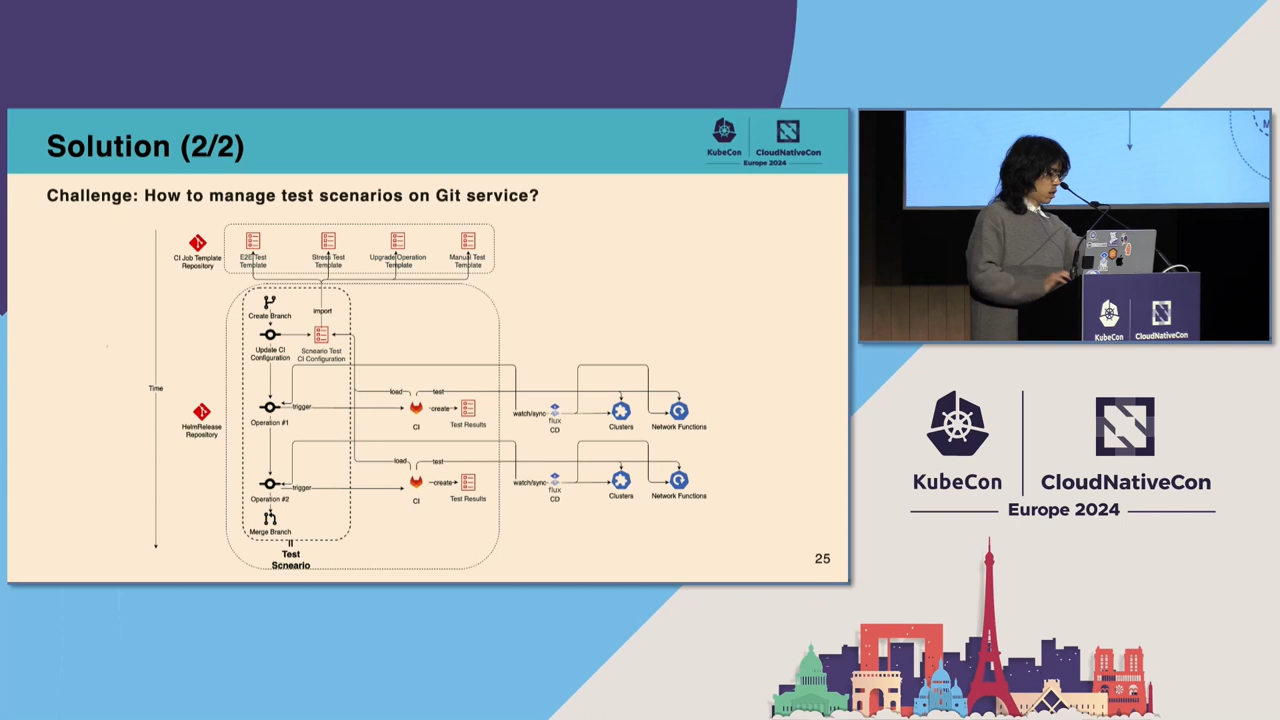 Solution (2/2)
KubeCon
CloudNativeCon
Europe 2024
Challenge: How to manage test scenarios on Git service?
CI Job Template
Repository
E2E Test
Template
Stress Test
Template
Upgrade Operation
Template
Manual Test
Template
Create Branch
import
Update CI
Configuration
Scneario Test
CI Configuration
Time
HelmRelease
Repository
Operation #1
trigger
load
test
CI
create
Test Results
watch/sync
flux
CD
Clusters
Network Functions
Operation #2
trigger
load
test
CI
create
Test Results
watch/sync
flux
CD
Clusters
Network Functions
Merge Branch
II
Test
Scneario
25
KubeCon
CloudNativeCon
KubeCon
CloudNativeCon
Europe 2024